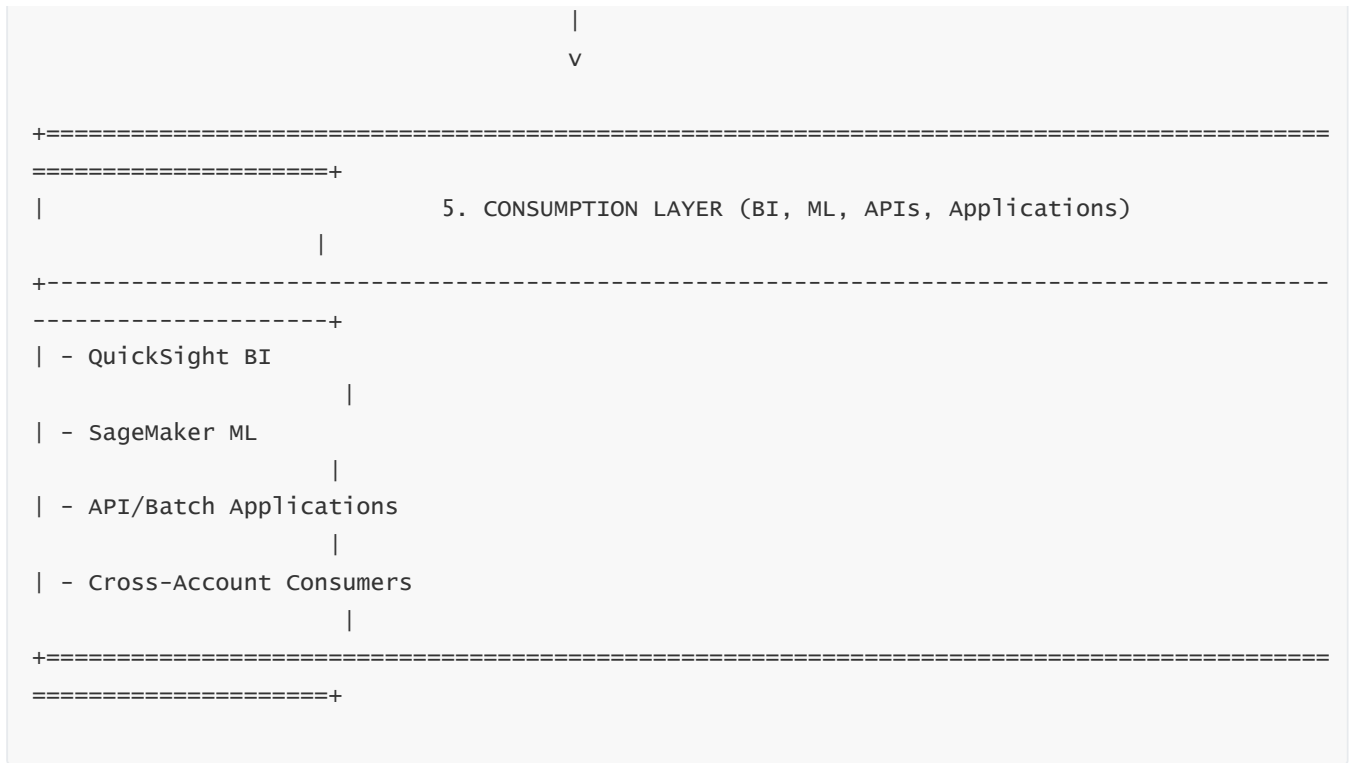 |
                                      v

+===========================================================================================
=====================+
|                             5. CONSUMPTION LAYER (BI, ML, APIs, Applications)
                    |
+-------------------------------------------------------------------------------------------
---------------------+
| - QuickSight BI
                      |
| - SageMaker ML
                     |
| - API/Batch Applications
                     |
| - Cross-Account Consumers
                      |
+===========================================================================================
=====================+